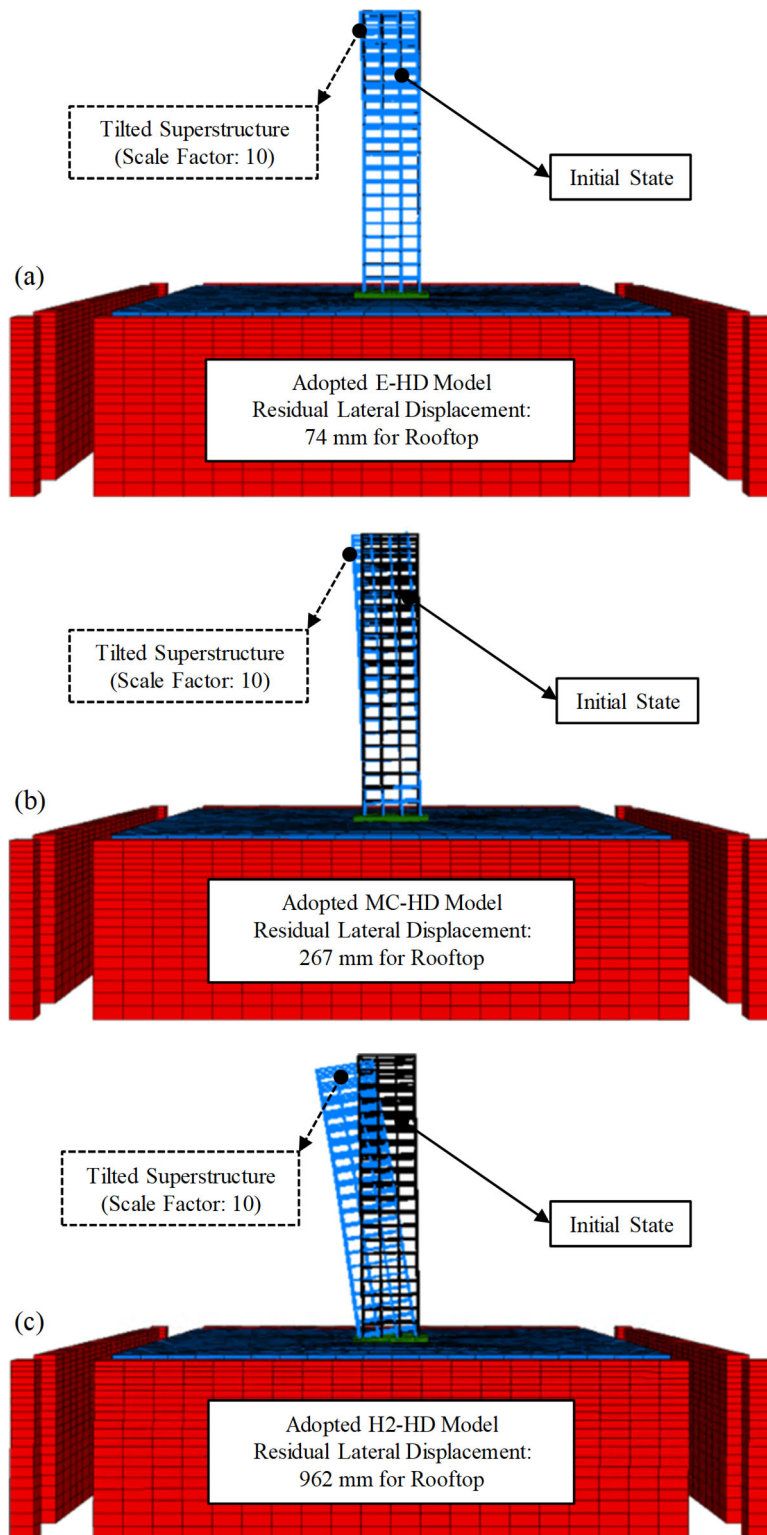 Tilted Superstructure
(Scale Factor: 10)
Initial State
(a)
Adopted E-HD Model
Residual Lateral Displacement:
74 mm for Rooftop
Tilted Superstructure
(Scale Factor: 10)
Initial State
(b)
Adopted MC-HD Model
Residual Lateral Displacement:
267 mm for Rooftop
Tilted Superstructure
(Scale Factor: 10)
Initial State
(c)
Adopted H2-HD Model
Residual Lateral Displacement:
962 mm for Rooftop